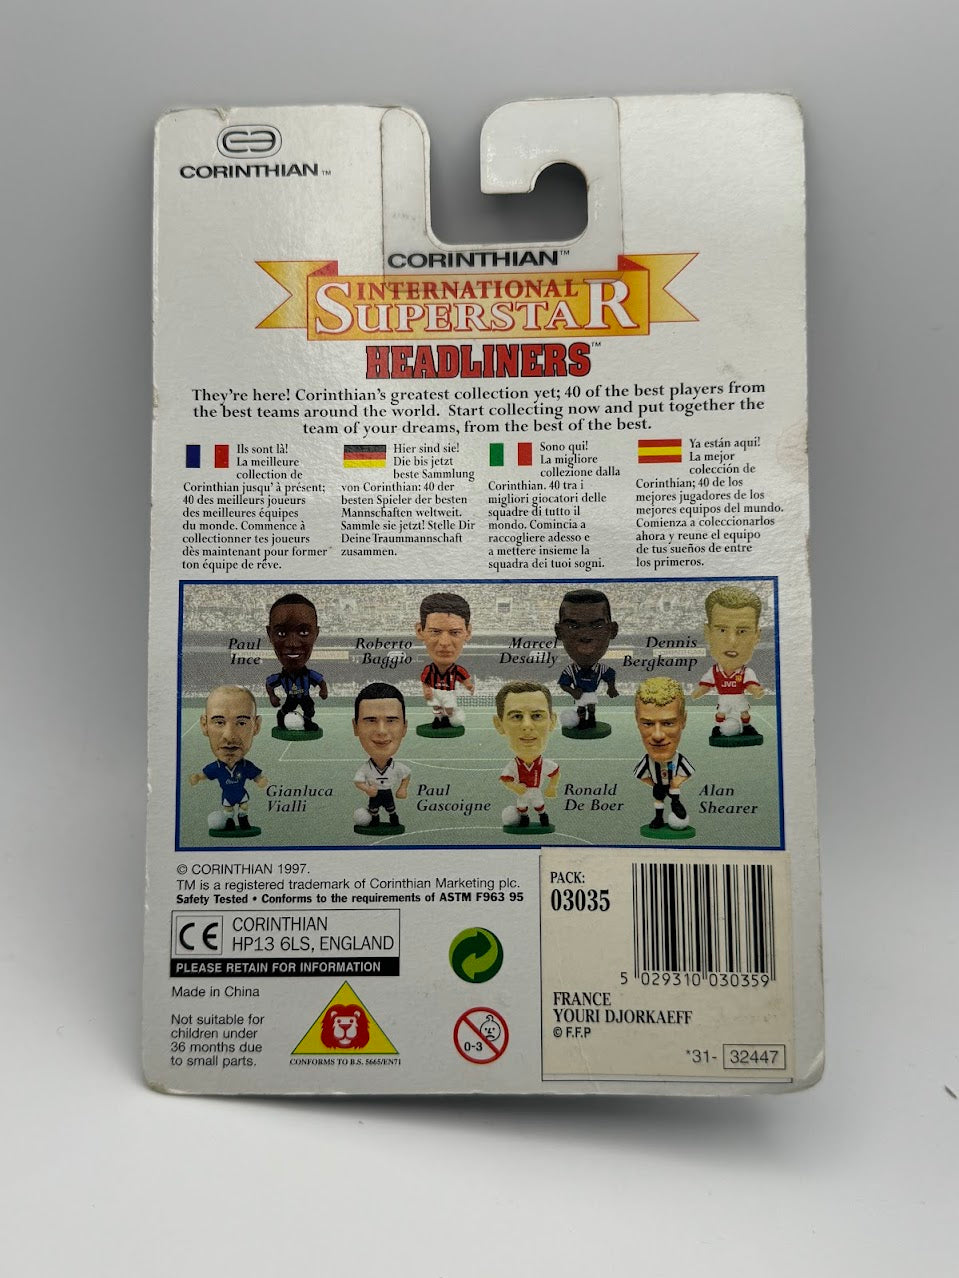 CORINTHIAN™
CORINTHIAN™
INTERNATIONAL
SUPERSTAR
HEADLINERS™
They're here! Corinthian's greatest collection yet; 40 of the best players from
the best teams around the world. Start collecting now and put together the
team of your dreams, from the best of the best.
Ils sont là!
La meilleure
collection de
Corinthian jusqu'à présent;
40 des meilleurs joueurs
des meilleures équipes
du monde. Commence à
collectionner tes joueurs
dès maintenant pour former
ton équipe de rêve.
Hier sind sie!
Die bis jetzt
beste Sammlung
von Corinthian: 40 der
besten Spieler der besten
Mannschaften weltweit.
Sammle sie jetzt! Stelle Dir
Deine Traummannschaft
zusammen.
Sono qui!
La migliore
collezione dalla
Corinthian. 40 tra i
migliori giocatori delle
squadre di tutto il
mondo. Comincia a
raccogliere adesso e
a mettere insieme la
squadra dei tuoi sogni.
Ya están aquí!
La mejor
colección de
Corinthian; 40 de los
mejores jugadores de los
mejores equipos del mundo.
Comienza a coleccionarlos
ahora y reune el equipo
de tus sueños de entre
los primeros.
Paul
Ince
Roberto
Baggio
Marcel
Desailly
Dennis
Bergkamp
JVC
Gianluca
Vialli
Paul
Gascoigne
Ronald
De Boer
Alan
Shearer
© CORINTHIAN 1997.
TM is a registered trademark of Corinthian Marketing plc.
Safety Tested • Conforms to the requirements of ASTM F963 95
CE
CORINTHIAN
HP13 6LS, ENGLAND
PLEASE RETAIN FOR INFORMATION
Made in China
Not suitable for
children under
36 months due
to small parts.
CONFORMS TO B.S. 5665/EN71
0-3
PACK:
03035
5 029310 030359
FRANCE
YOURI DJORKAEFF
© F.F.P
*31- 32447